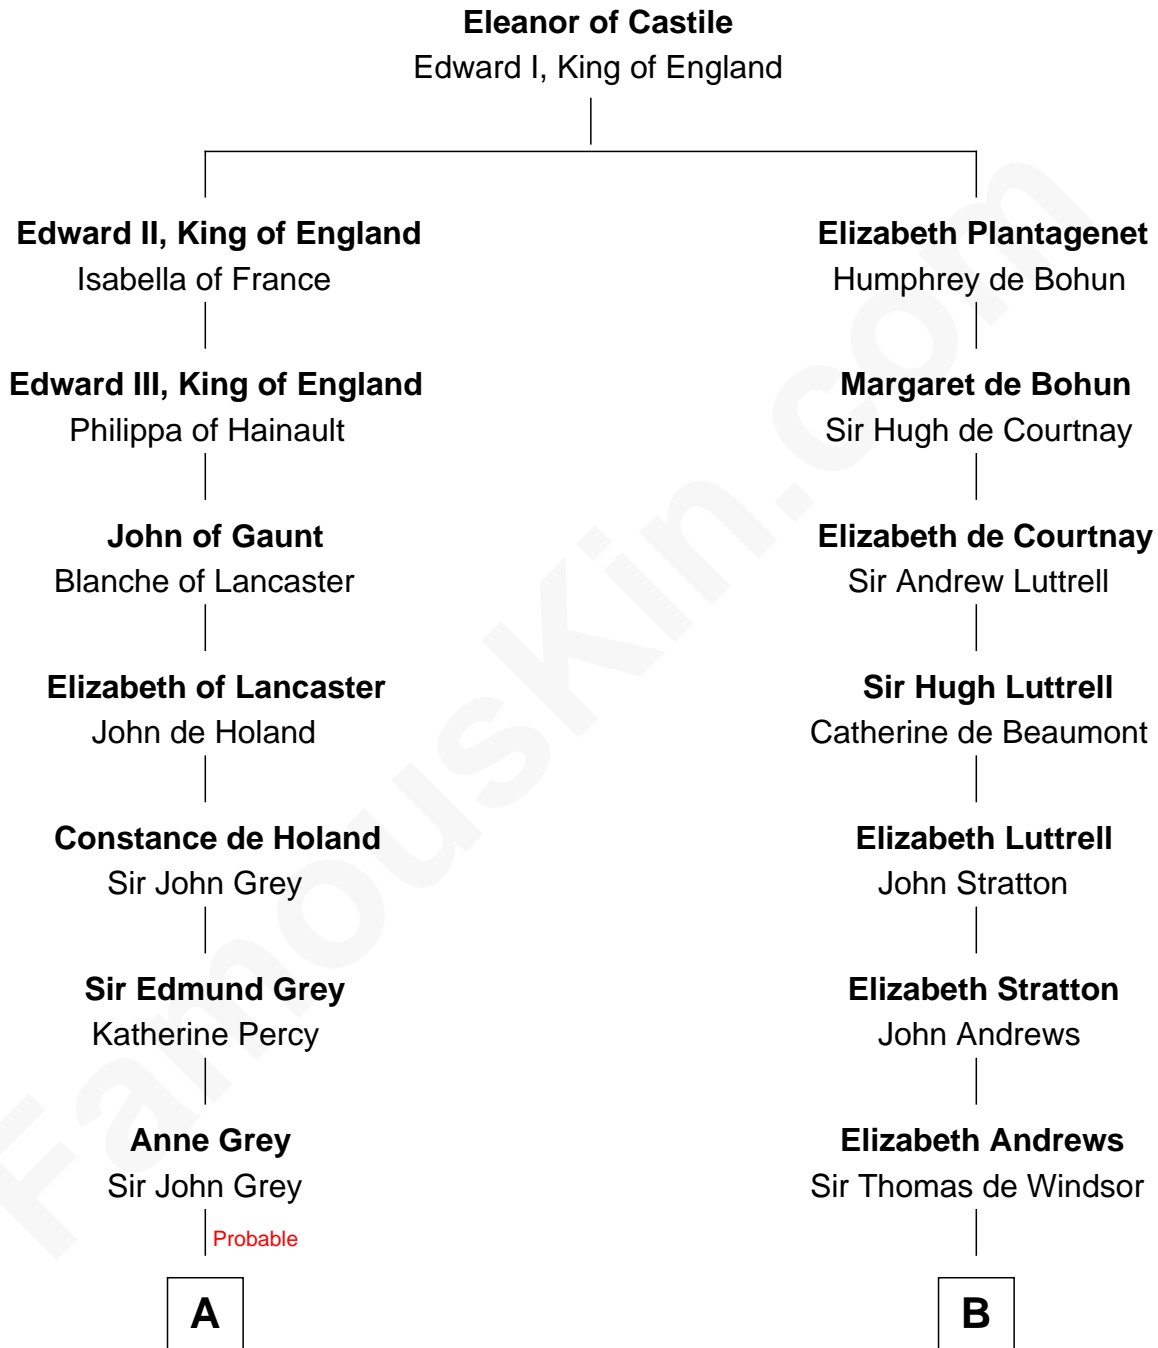 Eleanor of Castile
Edward I, King of England
Edward II, King of England
Isabella of France
Elizabeth Plantagenet
Humphrey de Bohun
Edward III, King of England
Philippa of Hainault
Margaret de Bohun
Sir Hugh de Courtnay
John of Gaunt
Blanche of Lancaster
Elizabeth de Courtnay
Sir Andrew Luttrell
Elizabeth of Lancaster
John de Holand
Sir Hugh Luttrell
Catherine de Beaumont
Constance de Holand
Sir John Grey
Elizabeth Luttrell
John Stratton
Sir Edmund Grey
Katherine Percy
Elizabeth Stratton
John Andrews
Anne Grey
Sir John Grey
Elizabeth Andrews
Sir Thomas de Windsor
Probable
A
B
FamousKin.com